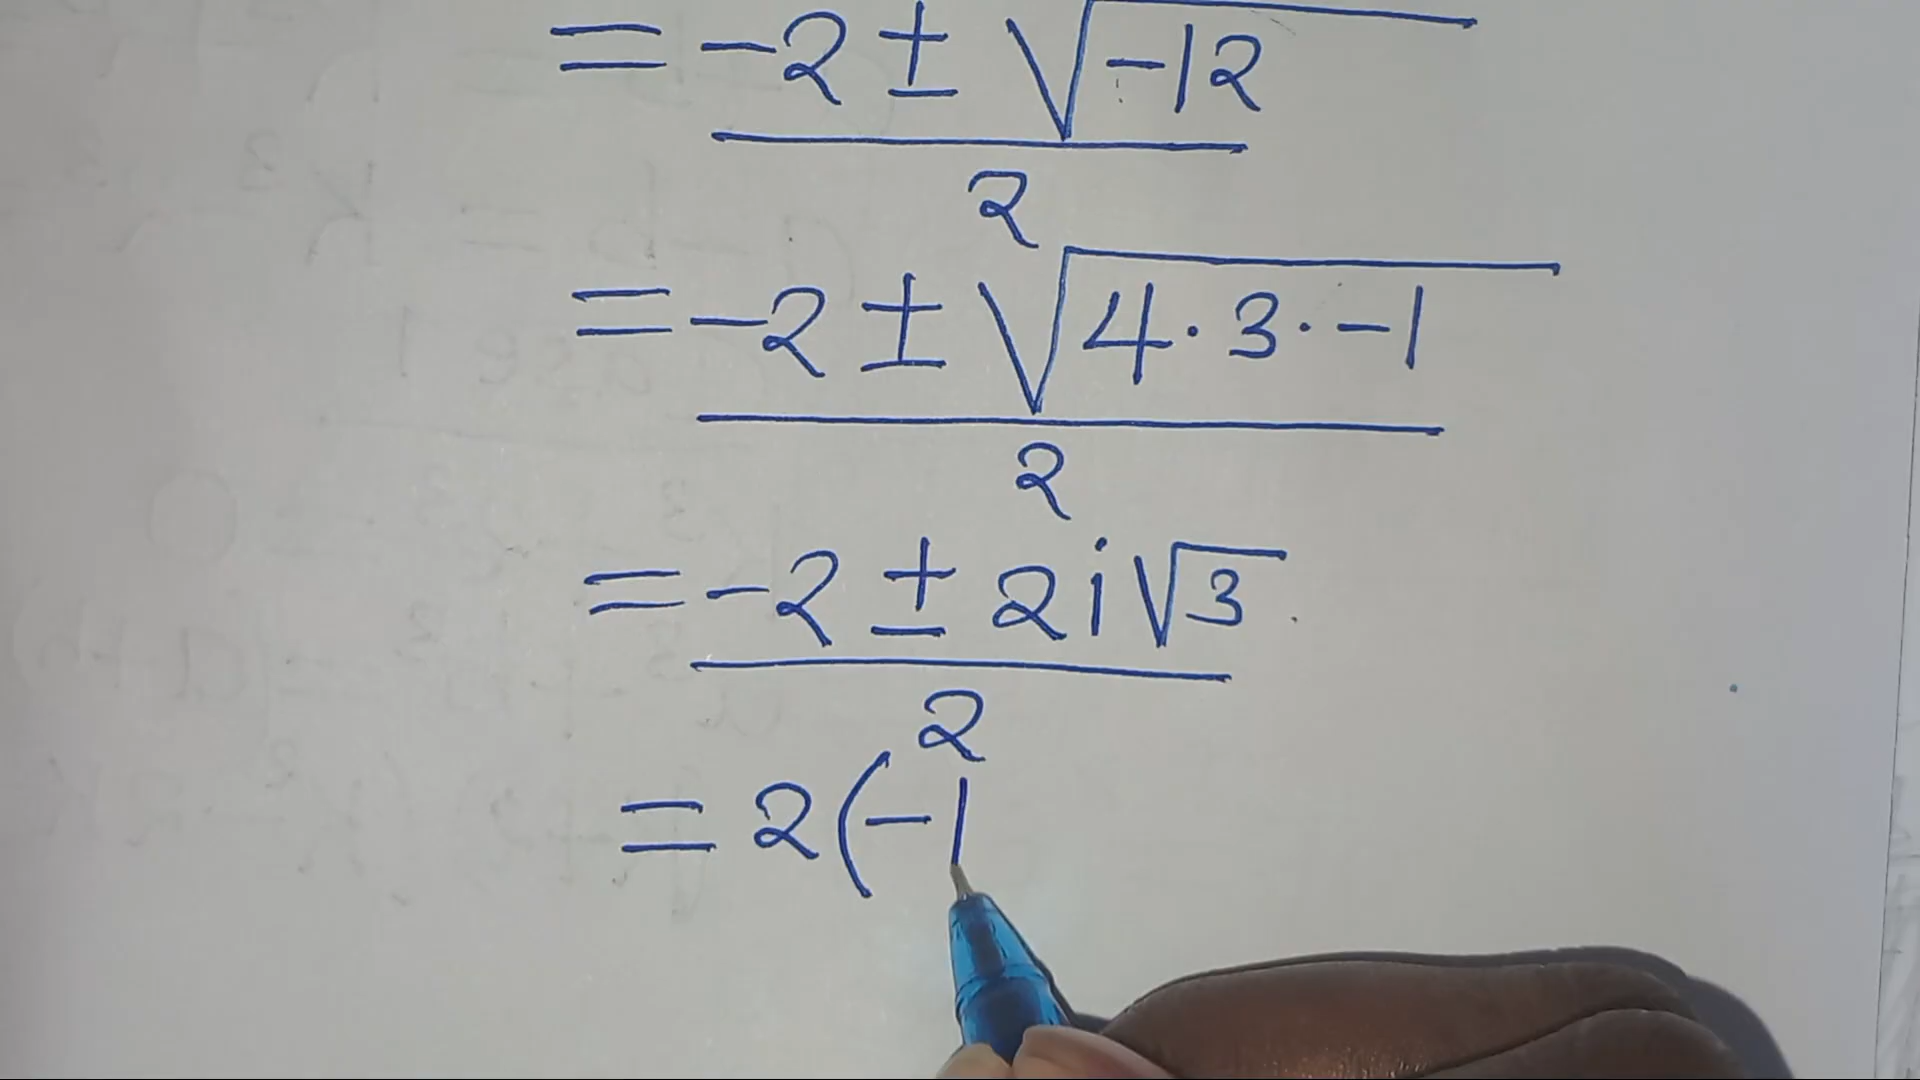 = -2 ± √-12
2
= -2 ± √4·3·-1
2
= -2 ± 2i√3
2
= 2(-1